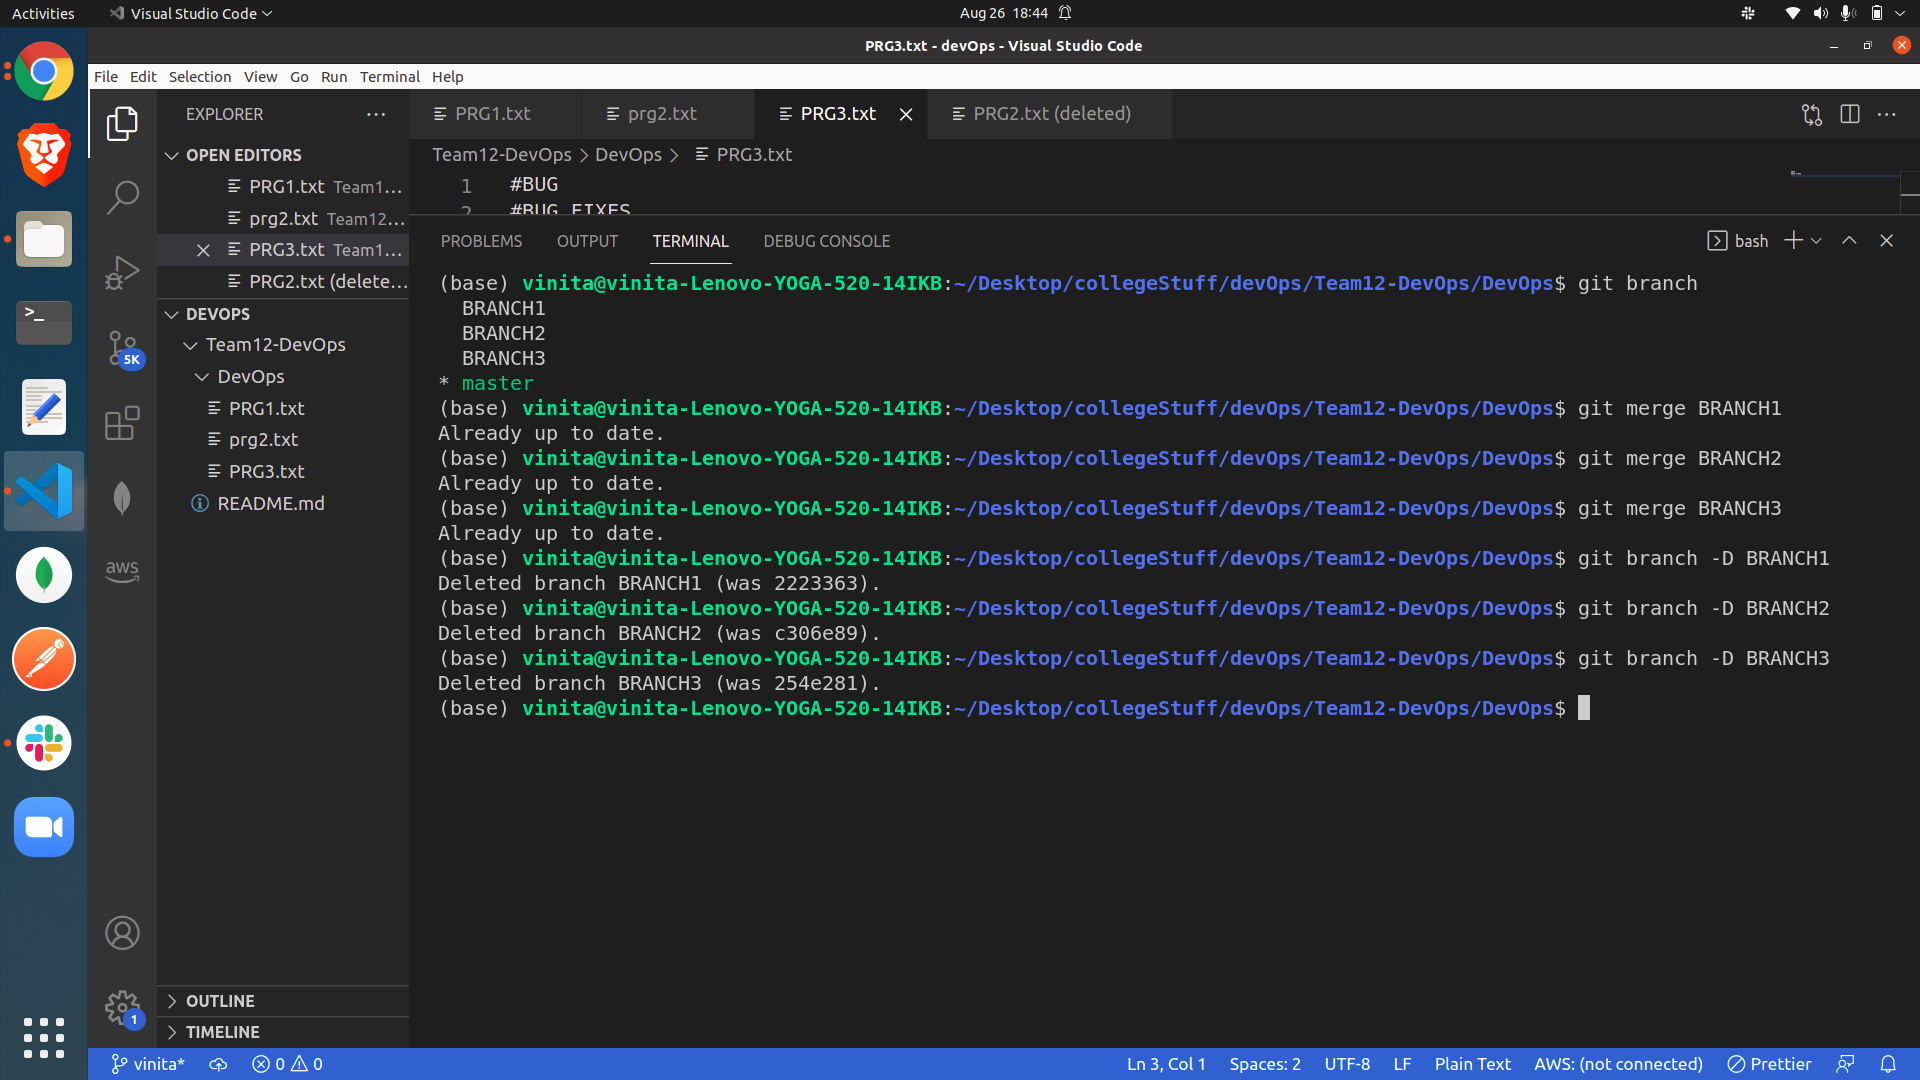 Activities
Visual Studio Code
Aug 26 18:44
PRG3.txt - devOps - Visual Studio Code
File Edit Selection View Go Run Terminal Help
EXPLORER
OPEN EDITORS
PRG1.txt Team1...
prg2.txt Team12...
PRG3.txt Team1...
PRG2.txt (delete...
DEVOPS
Team12-DevOps
DevOps
PRG1.txt
prg2.txt
PRG3.txt
README.md
OUTLINE
TIMELINE
5K
aws
1
PRG1.txt prg2.txt PRG3.txt PRG2.txt (deleted)
Team12-DevOps > DevOps > PRG3.txt
1 #BUG
2 #BUG FIXES
PROBLEMS OUTPUT TERMINAL DEBUG CONSOLE
bash
(base) vinita@vinita-Lenovo-YOGA-520-14IKB:~/Desktop/collegeStuff/devOps/Team12-DevOps/DevOps$ git branch
BRANCH1
BRANCH2
BRANCH3
* master
(base) vinita@vinita-Lenovo-YOGA-520-14IKB:~/Desktop/collegeStuff/devOps/Team12-DevOps/DevOps$ git merge BRANCH1
Already up to date.
(base) vinita@vinita-Lenovo-YOGA-520-14IKB:~/Desktop/collegeStuff/devOps/Team12-DevOps/DevOps$ git merge BRANCH2
Already up to date.
(base) vinita@vinita-Lenovo-YOGA-520-14IKB:~/Desktop/collegeStuff/devOps/Team12-DevOps/DevOps$ git merge BRANCH3
Already up to date.
(base) vinita@vinita-Lenovo-YOGA-520-14IKB:~/Desktop/collegeStuff/devOps/Team12-DevOps/DevOps$ git branch -D BRANCH1
Deleted branch BRANCH1 (was 2223363).
(base) vinita@vinita-Lenovo-YOGA-520-14IKB:~/Desktop/collegeStuff/devOps/Team12-DevOps/DevOps$ git branch -D BRANCH2
Deleted branch BRANCH2 (was c306e89).
(base) vinita@vinita-Lenovo-YOGA-520-14IKB:~/Desktop/collegeStuff/devOps/Team12-DevOps/DevOps$ git branch -D BRANCH3
Deleted branch BRANCH3 (was 254e281).
(base) vinita@vinita-Lenovo-YOGA-520-14IKB:~/Desktop/collegeStuff/devOps/Team12-DevOps/DevOps$
vinita* 0 0
Ln 3, Col 1 Spaces: 2 UTF-8 LF Plain Text AWS: (not connected) Prettier